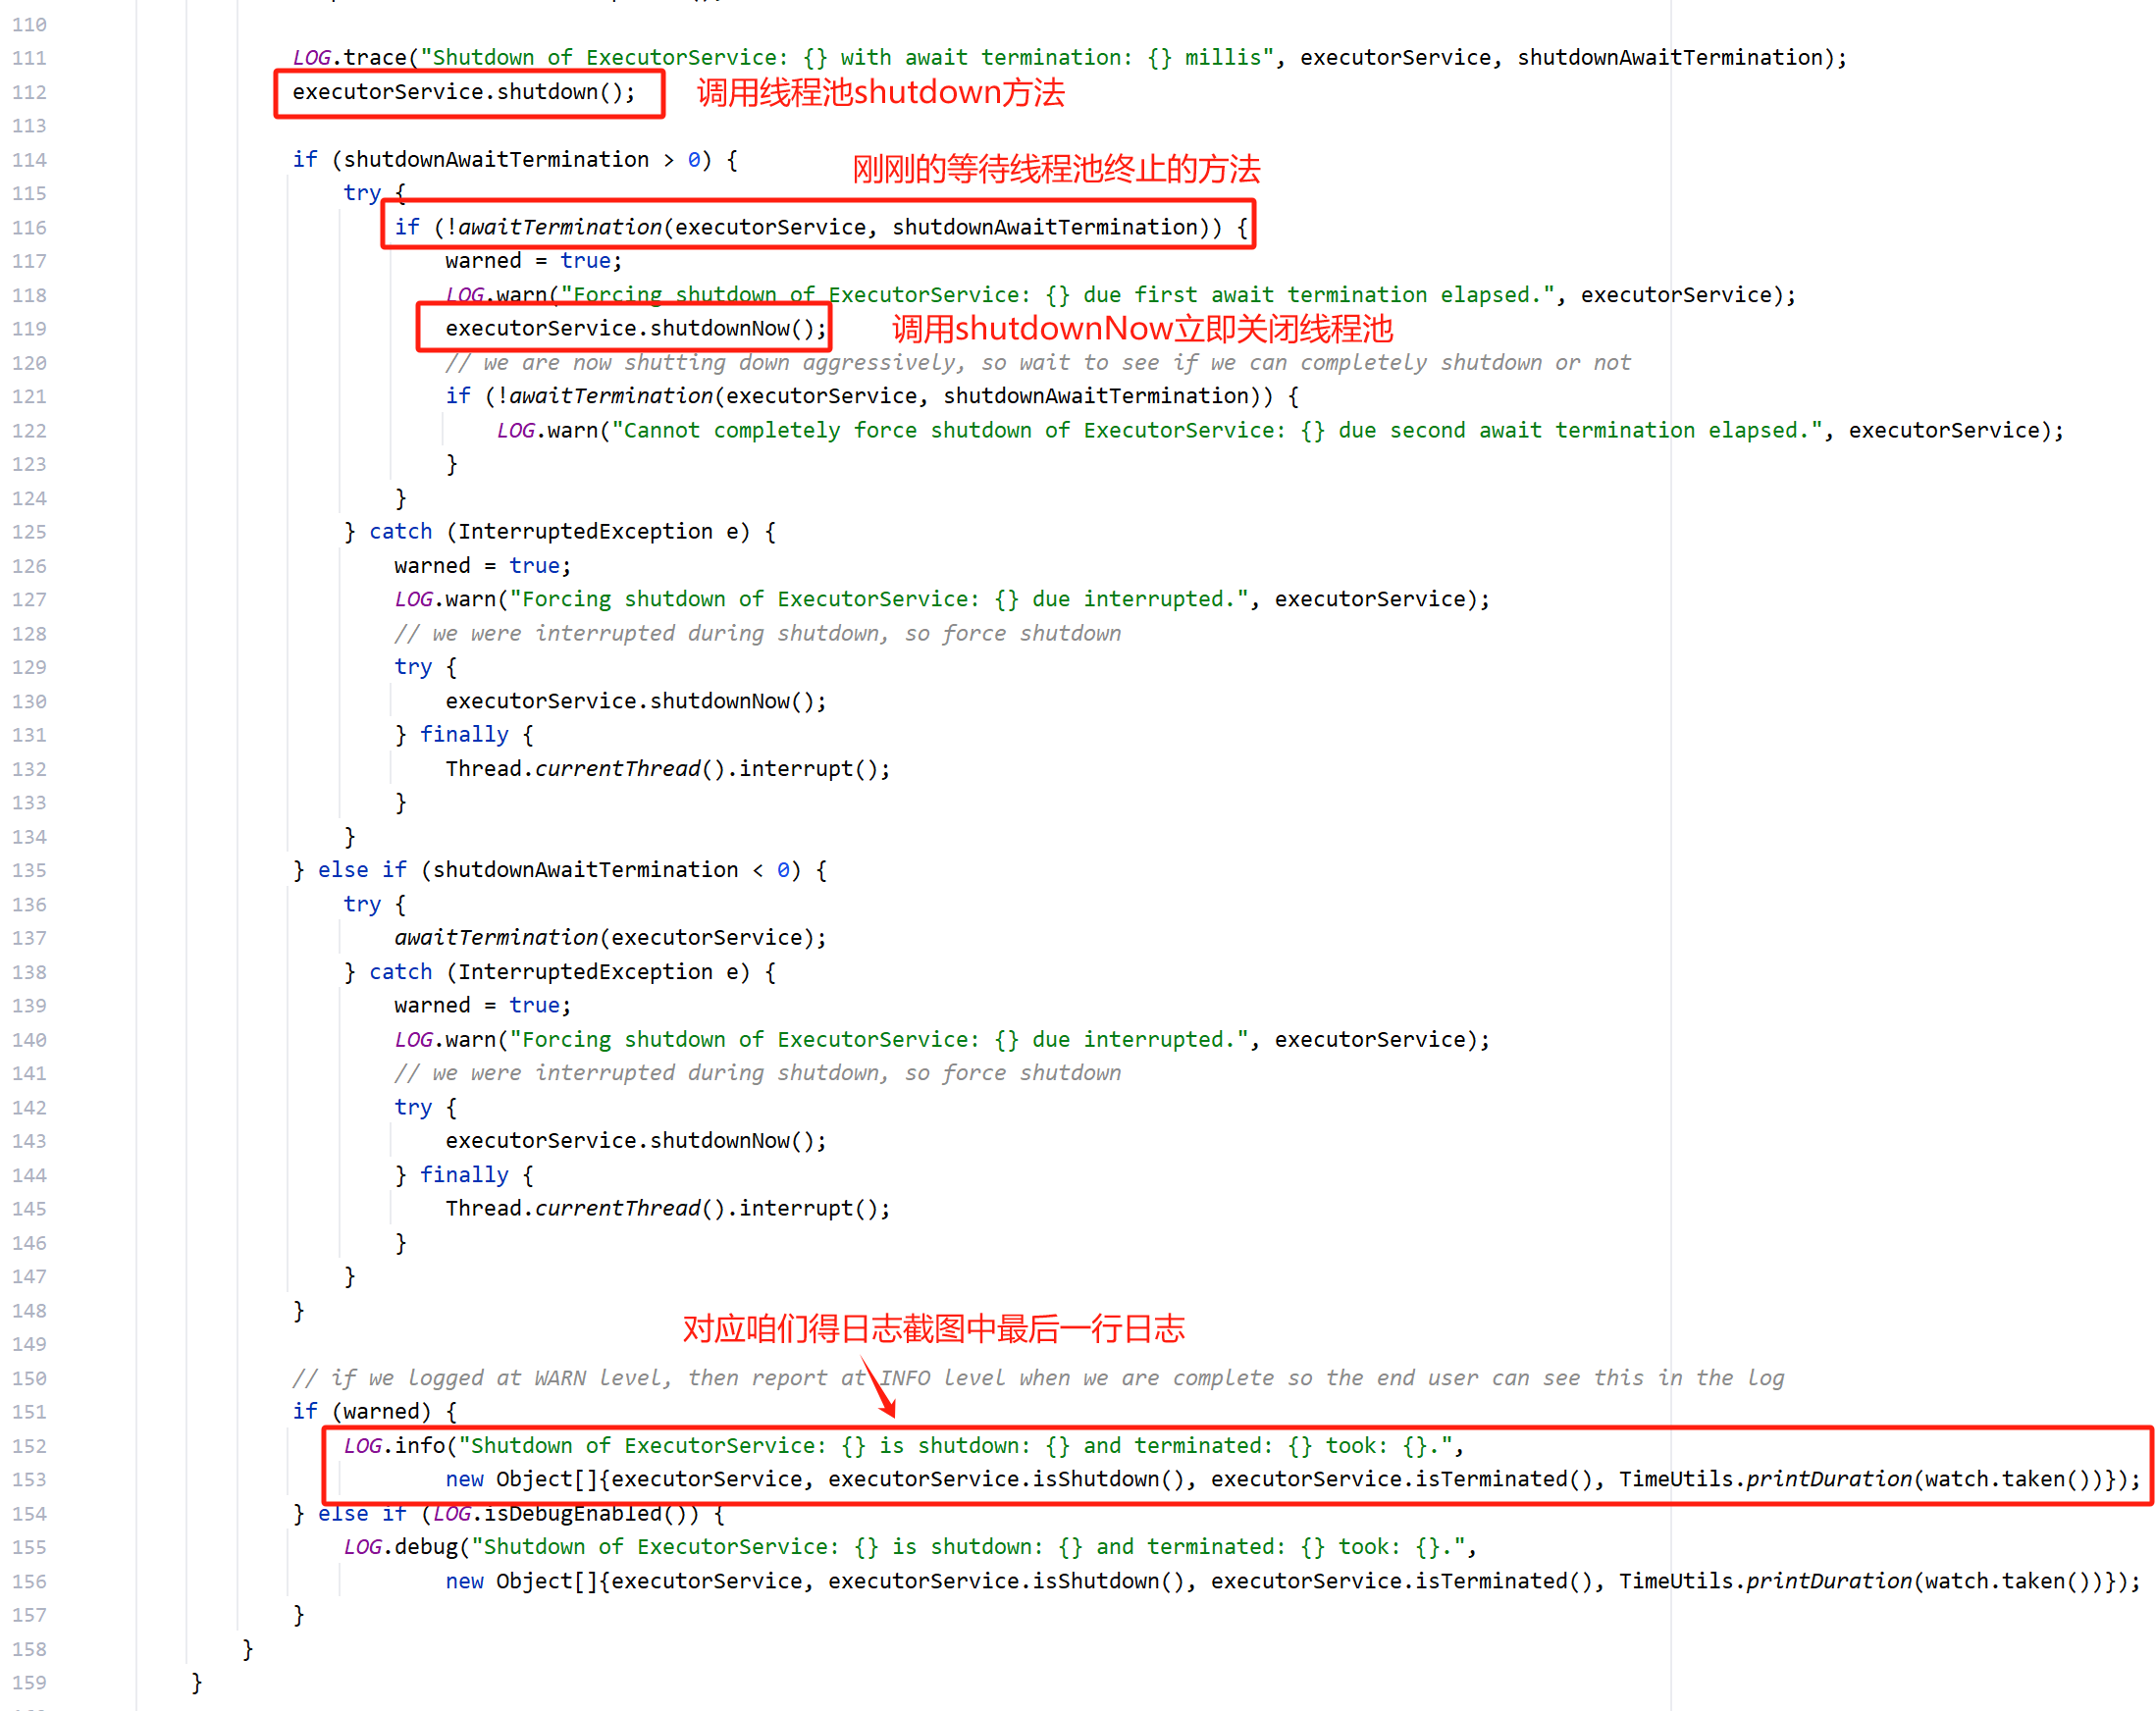 110
111 LOG.trace("Shutdown of ExecutorService: {} with await termination: {} millis", executorService, shutdownAwaitTermination);
112 executorService.shutdown(); 调用线程池shutdown方法
113
114 if (shutdownAwaitTermination > 0) {
刚刚的等待线程池终止的方法
115 try {
116 if (!awaitTermination(executorService, shutdownAwaitTermination)) {
117 warned = true;
118 LOG.warn("Forcing shutdown of ExecutorService: {} due first await termination elapsed.", executorService);
119 executorService.shutdownNow(); 调用shutdownNow立即关闭线程池
120 // we are now shutting down aggressively, so wait to see if we can completely shutdown or not
121 if (!awaitTermination(executorService, shutdownAwaitTermination)) {
122 LOG.warn("Cannot completely force shutdown of ExecutorService: {} due second await termination elapsed.", executorService);
123 }
124 }
125 } catch (InterruptedException e) {
126 warned = true;
127 LOG.warn("Forcing shutdown of ExecutorService: {} due interrupted.", executorService);
128 // we were interrupted during shutdown, so force shutdown
129 try {
130 executorService.shutdownNow();
131 } finally {
132 Thread.currentThread().interrupt();
133 }
134 }
135 } else if (shutdownAwaitTermination < 0) {
136 try {
137 awaitTermination(executorService);
138 } catch (InterruptedException e) {
139 warned = true;
140 LOG.warn("Forcing shutdown of ExecutorService: {} due interrupted.", executorService);
141 // we were interrupted during shutdown, so force shutdown
142 try {
143 executorService.shutdownNow();
144 } finally {
145 Thread.currentThread().interrupt();
146 }
147 }
148 }
对应咱们得日志截图中最后一行日志
149
150 // if we logged at WARN level, then report at INFO level when we are complete so the end user can see this in the log
151 if (warned) {
152 LOG.info("Shutdown of ExecutorService: {} is shutdown: {} and terminated: {} took: {}.",
153 new Object[]{executorService, executorService.isShutdown(), executorService.isTerminated(), TimeUtils.printDuration(watch.taken())});
154 } else if (LOG.isDebugEnabled()) {
155 LOG.debug("Shutdown of ExecutorService: {} is shutdown: {} and terminated: {} took: {}.",
156 new Object[]{executorService, executorService.isShutdown(), executorService.isTerminated(), TimeUtils.printDuration(watch.taken())});
157 }
158 }
159 }